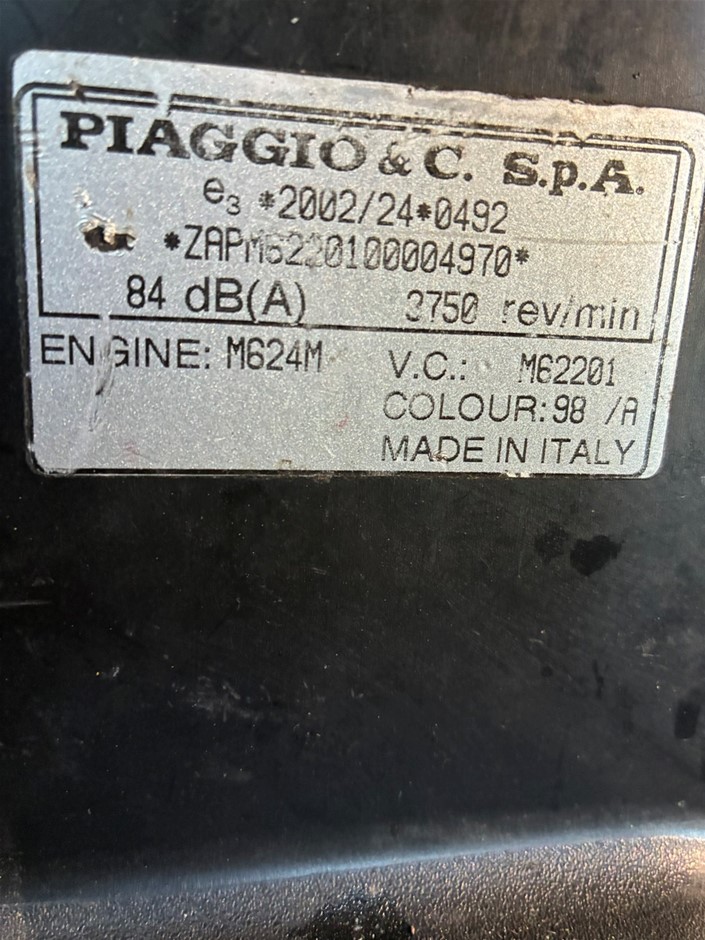 PIAGGIO & C. S.p.A.
e3 *2002/24*0492
*ZAPM6220100004970*
84 dB(A) 3750 rev/min
ENGINE: M624M V.C.: M62201
COLOUR: 98 /A
MADE IN ITALY